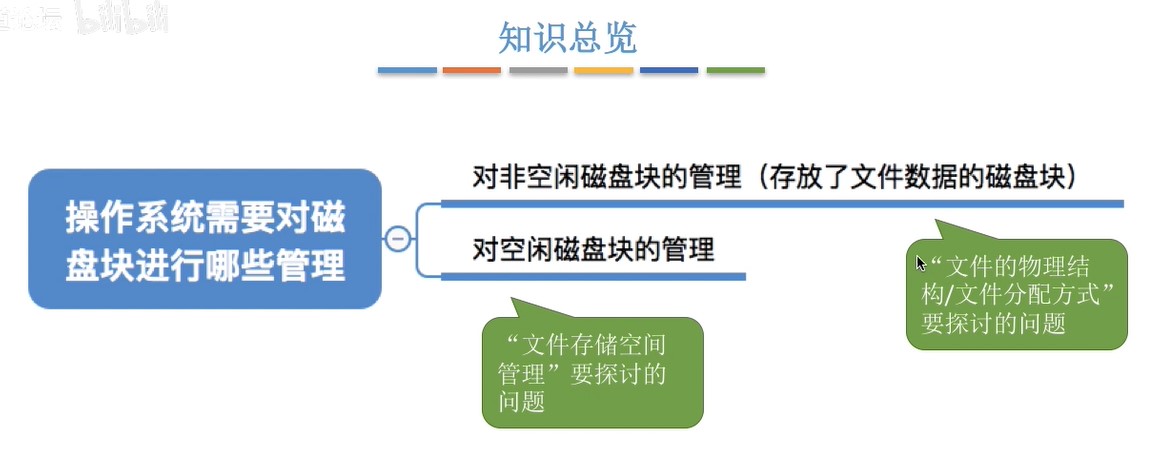 bilibili
知识总览
操作系统需要对磁
盘块进行哪些管理
对非空闲磁盘块的管理（存放了文件数据的磁盘块）
对空闲磁盘块的管理
“文件的物理结
构/文件分配方式”
要探讨的问题
“文件存储空间
管理”要探讨的
问题